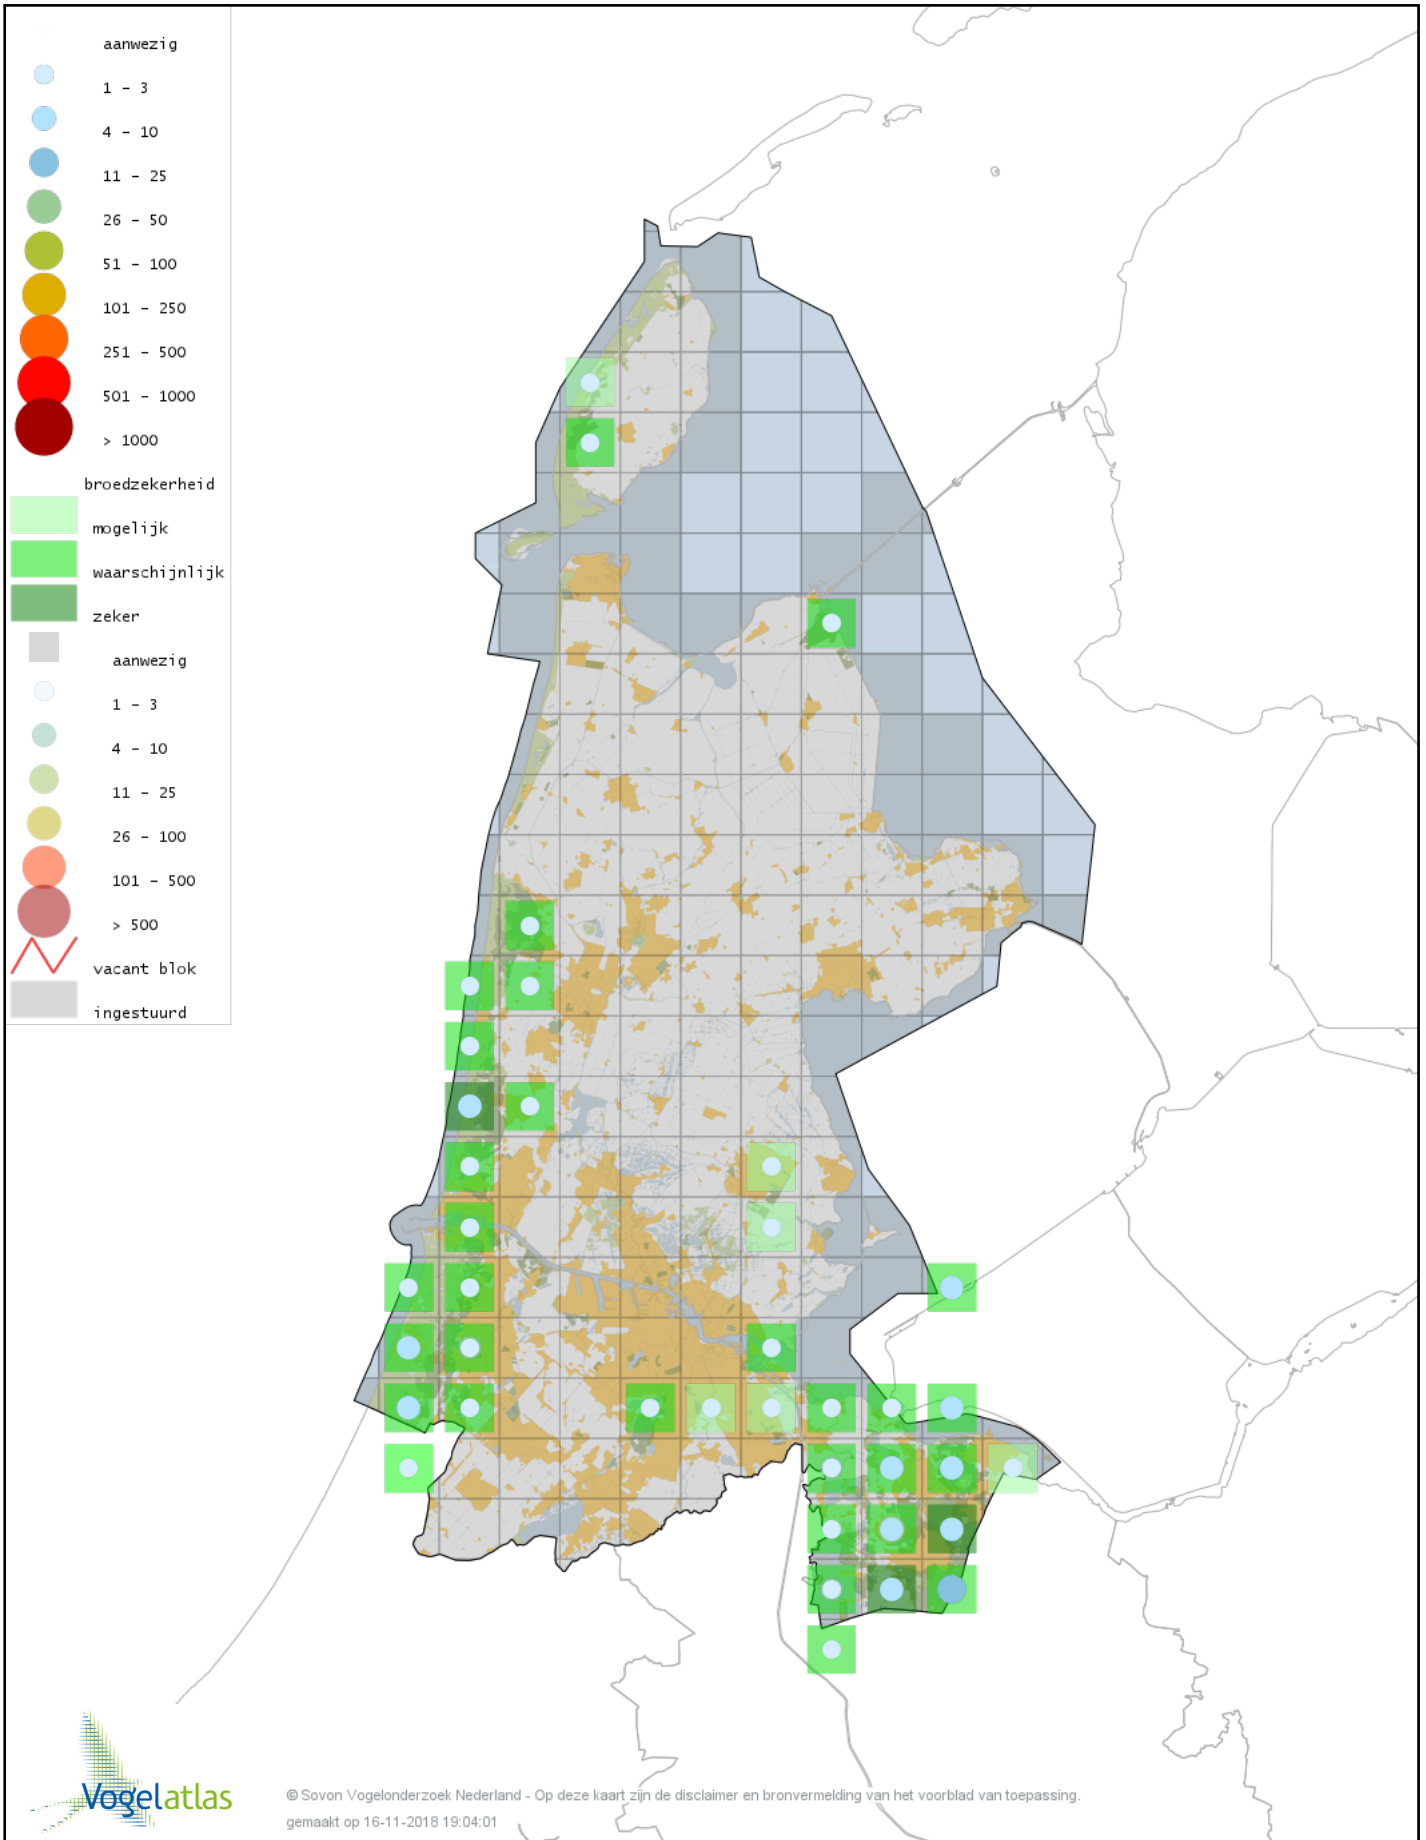 aanwezig
1 - 3
4 - 10
11 - 25
26 - 50
51 - 100
101 - 250
251 - 500
501 - 1000
> 1000
broedzekerheid
mogelijk
waarschijnlijk
zeker
aanwezig
1 - 3
4 - 10
11 - 25
26 - 100
101 - 500
> 500
vacant blok
ingestuurd
Vogelatlas
© Sovon Vogelonderzoek Nederland - Op deze kaart zijn de disclaimer en bronvermelding van het voorblad van toepassing.
gemaakt op 16-11-2018 19:04:01